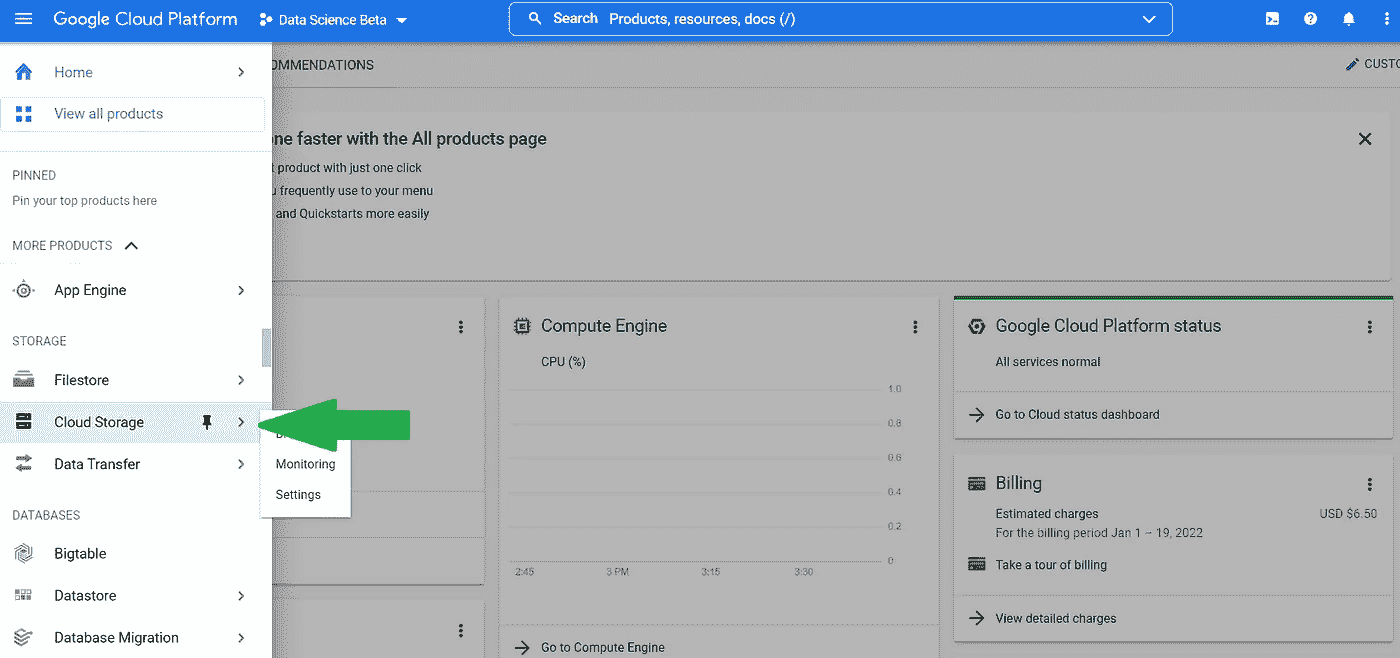 Google Cloud Platform
Data Science Beta
Search Products, resources, docs (/)
Home
View all products
PINNED
Pin your top products here
MORE PRODUCTS
App Engine
STORAGE
Filestore
Cloud Storage
Data Transfer
DATABASES
Bigtable
Datastore
Database Migration
Monitoring
Settings
OMMENDATIONS
CUSTO
ne faster with the All products page
t product with just one click
u frequently use to your menu
and Quickstarts more easily
Compute Engine
CPU (%)
1.0
0.8
0.6
0.4
0.2
0
2:45 3 PM 3:15 3:30
Go to Compute Engine
Google Cloud Platform status
All services normal
Go to Cloud status dashboard
Billing
Estimated charges USD $6.50
For the billing period Jan 1 – 19, 2022
Take a tour of billing
View detailed charges